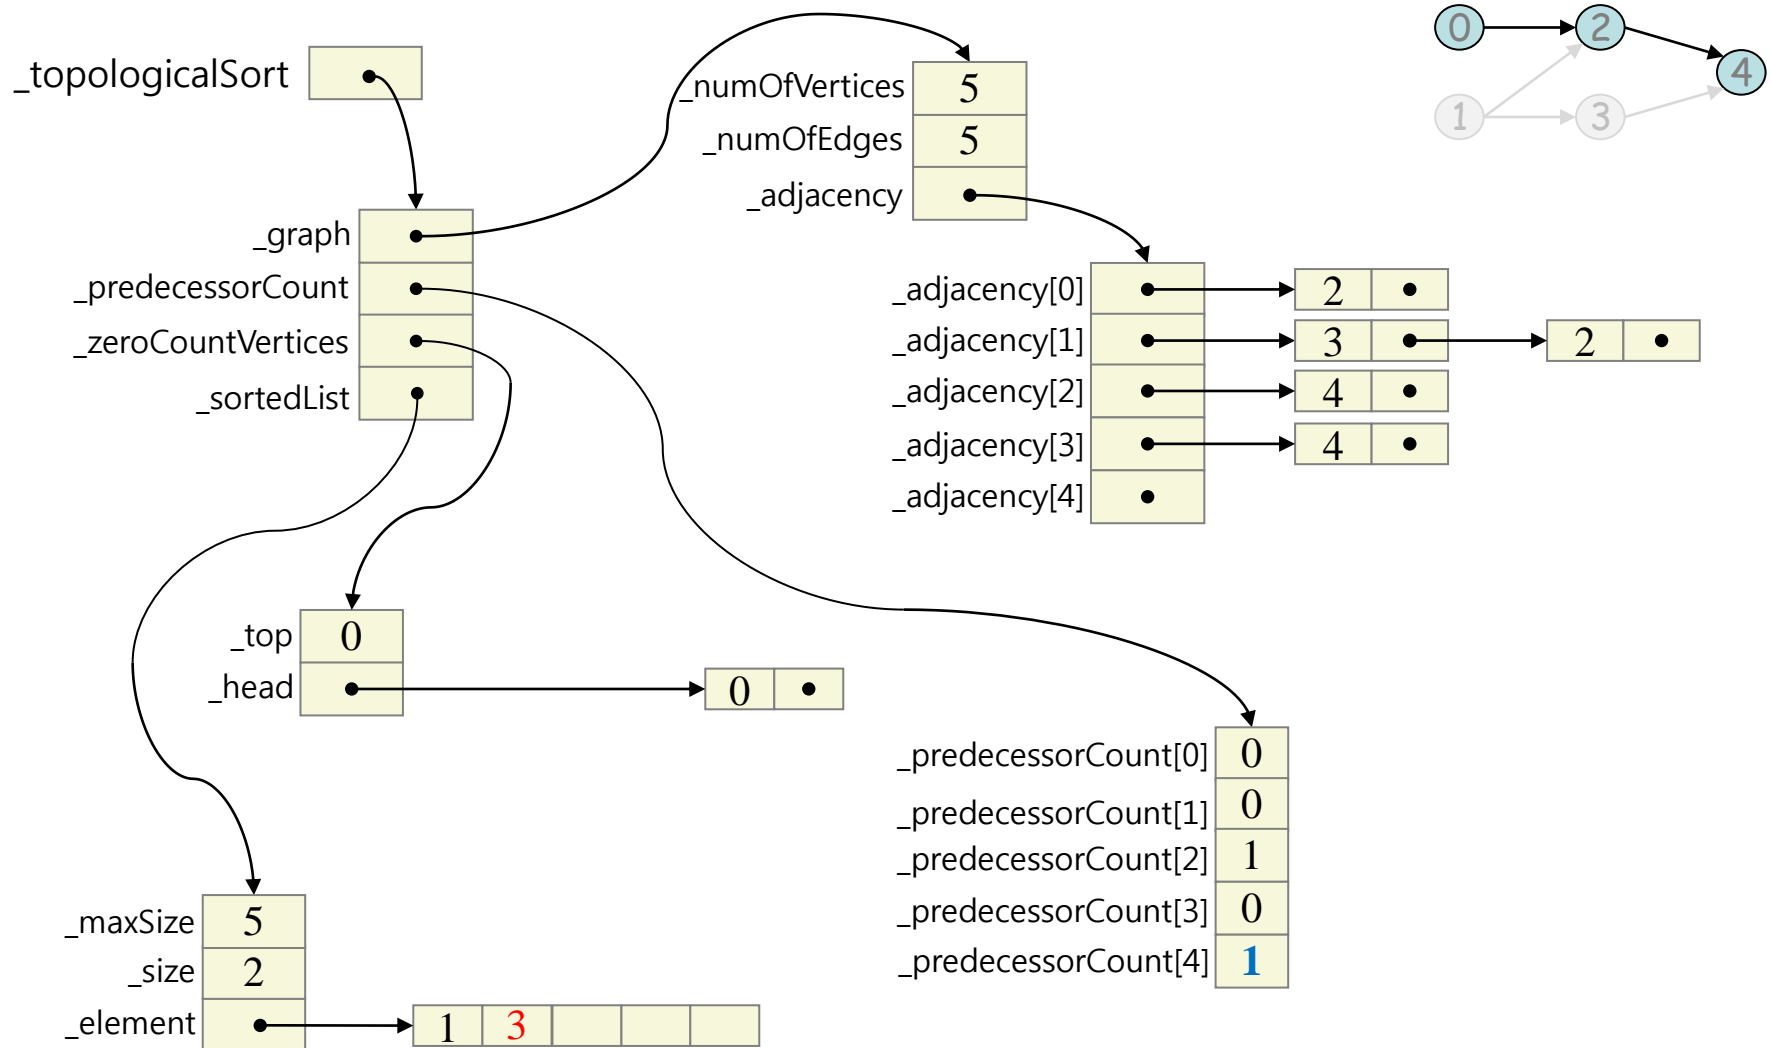 _topologicalSort
_graph
_predecessorCount
_zeroCountVertices
_sortedList
_numOfVertices 5
_numOfEdges 5
_adjacency
0 2 4
1 3
_adjacency[0] 2
_adjacency[1] 3 2
_adjacency[2] 4
_adjacency[3] 4
_adjacency[4]
_top 0
_head 0
_predecessorCount[0] 0
_predecessorCount[1] 0
_predecessorCount[2] 1
_predecessorCount[3] 0
_predecessorCount[4] 1
_maxSize 5
_size 2
_element 1 3